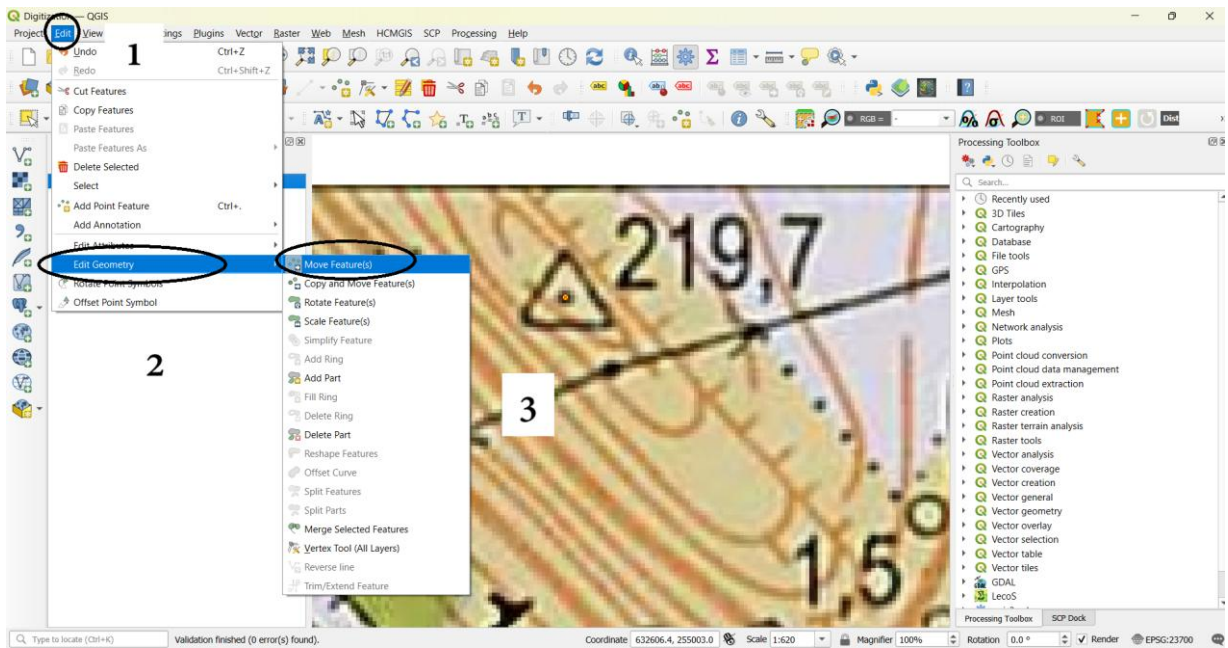 Digitization — QGIS
Project Edit View ings Plugins Vector Raster Web Mesh HCMGIS SCP Processing Help
1
Undo Ctrl+Z
Redo Ctrl+Shift+Z
Cut Features
Copy Features
Paste Features
Paste Features As
Delete Selected
Select
Add Point Feature Ctrl+.
Add Annotation
Edit Attributes
Edit Geometry
Rotate Point Symbols
Offset Point Symbol
2
Move Feature(s)
Copy and Move Feature(s)
Rotate Feature(s)
Scale Feature(s)
Simplify Feature
Add Ring
Add Part
Fill Ring
Delete Ring
Delete Part
Reshape Features
Offset Curve
Split Features
Split Parts
Merge Selected Features
Vertex Tool (All Layers)
Reverse line
Trim/Extend Feature
3
219,7
1,5
abc abc abc
RGB = - ROI Dist
Processing Toolbox
Search...
Recently used
3D Tiles
Cartography
Database
File tools
GPS
Interpolation
Layer tools
Mesh
Network analysis
Plots
Point cloud conversion
Point cloud data management
Point cloud extraction
Raster analysis
Raster creation
Raster terrain analysis
Raster tools
Vector analysis
Vector coverage
Vector creation
Vector general
Vector geometry
Vector overlay
Vector selection
Vector table
Vector tiles
GDAL
LecoS
Processing Toolbox SCP Dock
Type to locate (Ctrl+K) Validation finished (0 error(s) found). Coordinate 632606.4, 255003.0 Scale 1:620 Magnifier 100% Rotation 0.0 ° Render EPSG:23700